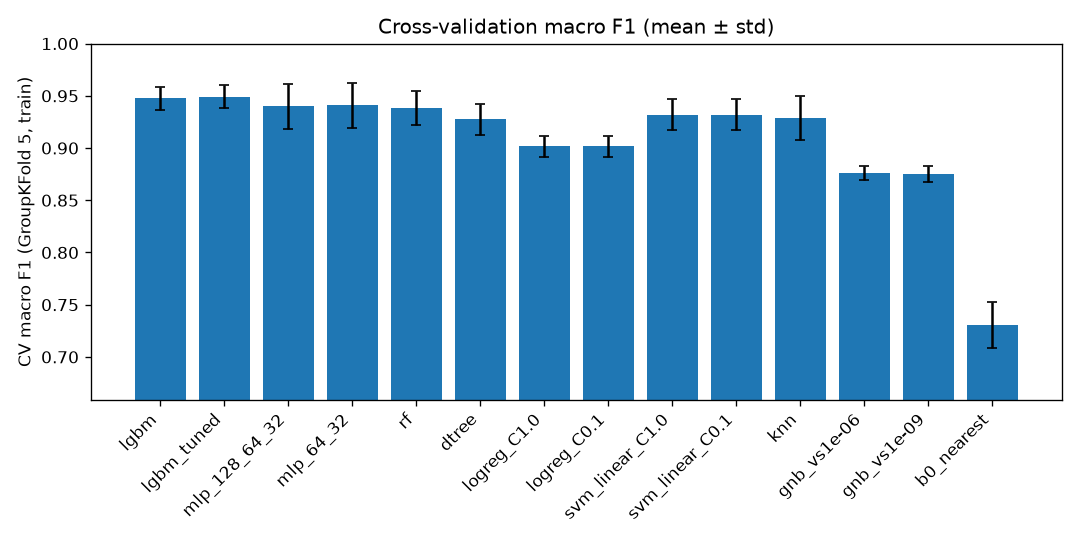 Cross-validation macro F1 (mean ± std)
CV macro F1 (GroupKFold 5, train)
1.00
0.95
0.90
0.85
0.80
0.75
0.70
lgbm
lgbm_tuned
mlp_128_64_32
mlp_64_32
rf
dtree
logreg_C1.0
logreg_C0.1
svm_linear_C1.0
svm_linear_C0.1
knn
gnb_vs1e-06
gnb_vs1e-09
b0_nearest